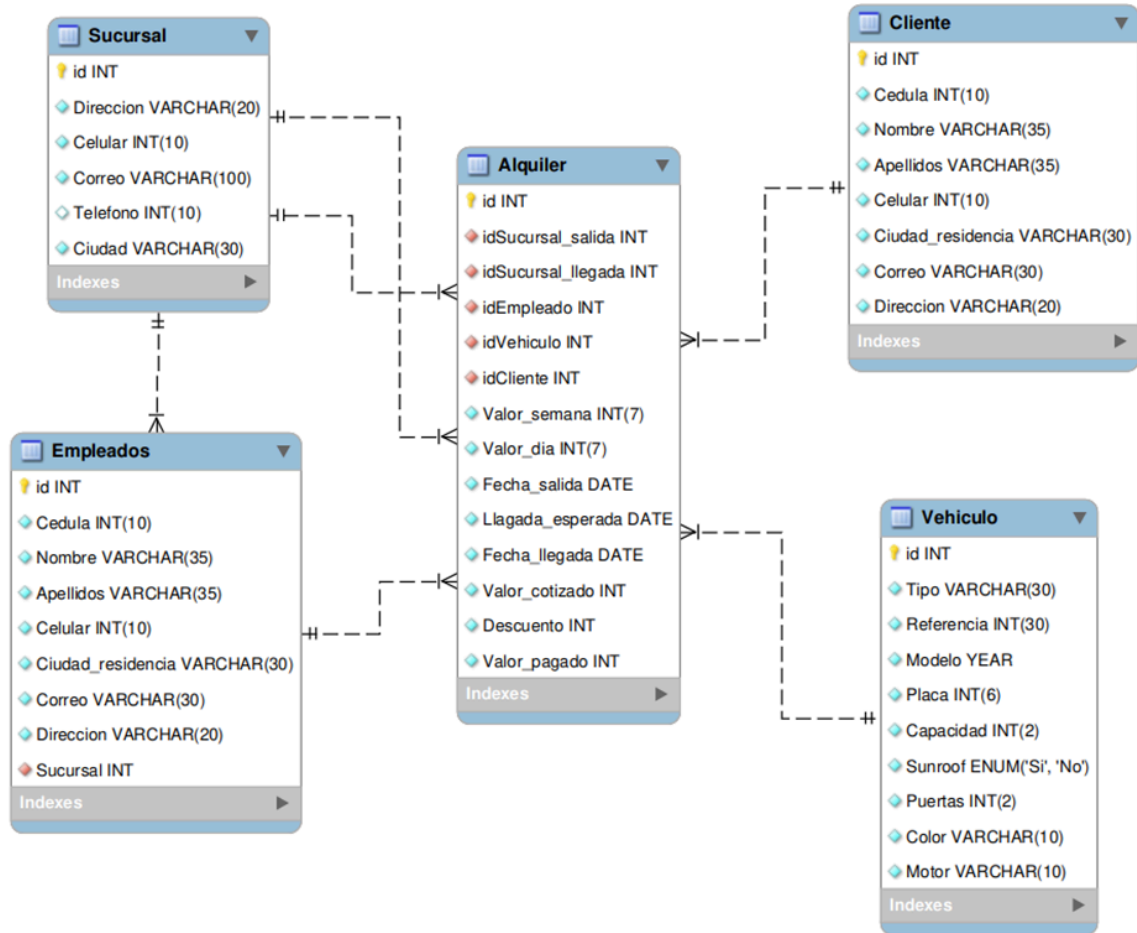 Sucursal
id INT
Direccion VARCHAR(20)
Celular INT(10)
Correo VARCHAR(100)
Telefono INT(10)
Ciudad VARCHAR(30)
Indexes
Cliente
id INT
Cedula INT(10)
Nombre VARCHAR(35)
Apellidos VARCHAR(35)
Celular INT(10)
Ciudad_residencia VARCHAR(30)
Correo VARCHAR(30)
Direccion VARCHAR(20)
Indexes
Alquiler
id INT
idSucursal_salida INT
idSucursal_llegada INT
idEmpleado INT
idVehiculo INT
idCliente INT
Valor_semana INT(7)
Valor_dia INT(7)
Fecha_salida DATE
Llagada_esperada DATE
Fecha_llegada DATE
Valor_cotizado INT
Descuento INT
Valor_pagado INT
Indexes
Empleados
id INT
Cedula INT(10)
Nombre VARCHAR(35)
Apellidos VARCHAR(35)
Celular INT(10)
Ciudad_residencia VARCHAR(30)
Correo VARCHAR(30)
Direccion VARCHAR(20)
Sucursal INT
Indexes
Vehiculo
id INT
Tipo VARCHAR(30)
Referencia INT(30)
Modelo YEAR
Placa INT(6)
Capacidad INT(2)
Sunroof ENUM('Si', 'No')
Puertas INT(2)
Color VARCHAR(10)
Motor VARCHAR(10)
Indexes